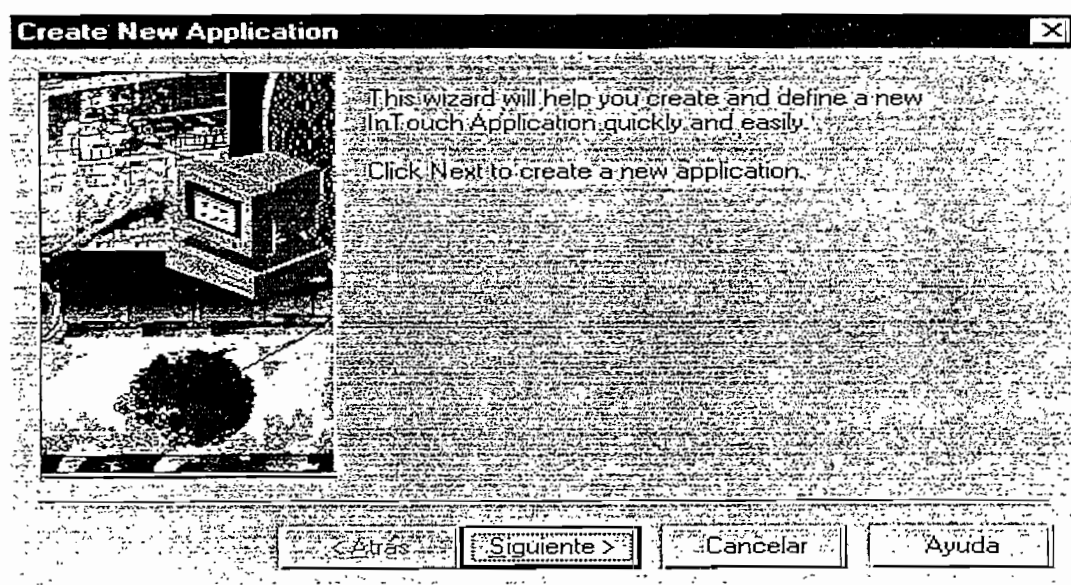 Create New Application
This wizard will help you create and define a new
InTouch Application quickly and easily.
Click Next to create a new application.
< Atrás
Siguiente >
Cancelar
Ayuda